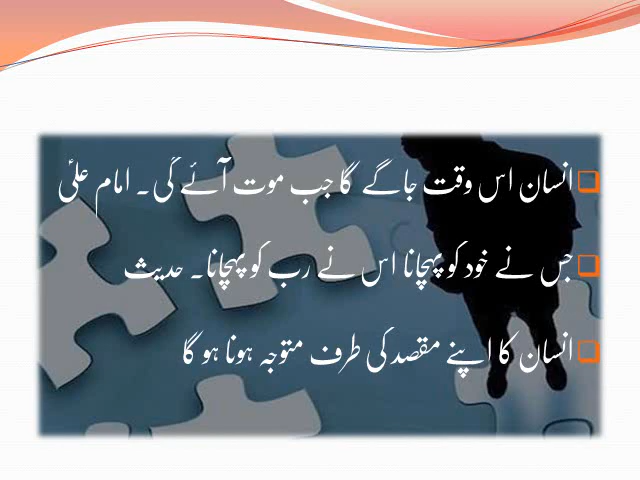 انسان اس وقت جاگے گا جب موت آئے گی۔ امام علیؑ
جس نے خود کو پہچانا اس نے رب کو پہچانا۔ حدیث
انسان کا اپنے مقصد کی طرف متوجہ ہونا ہو گا